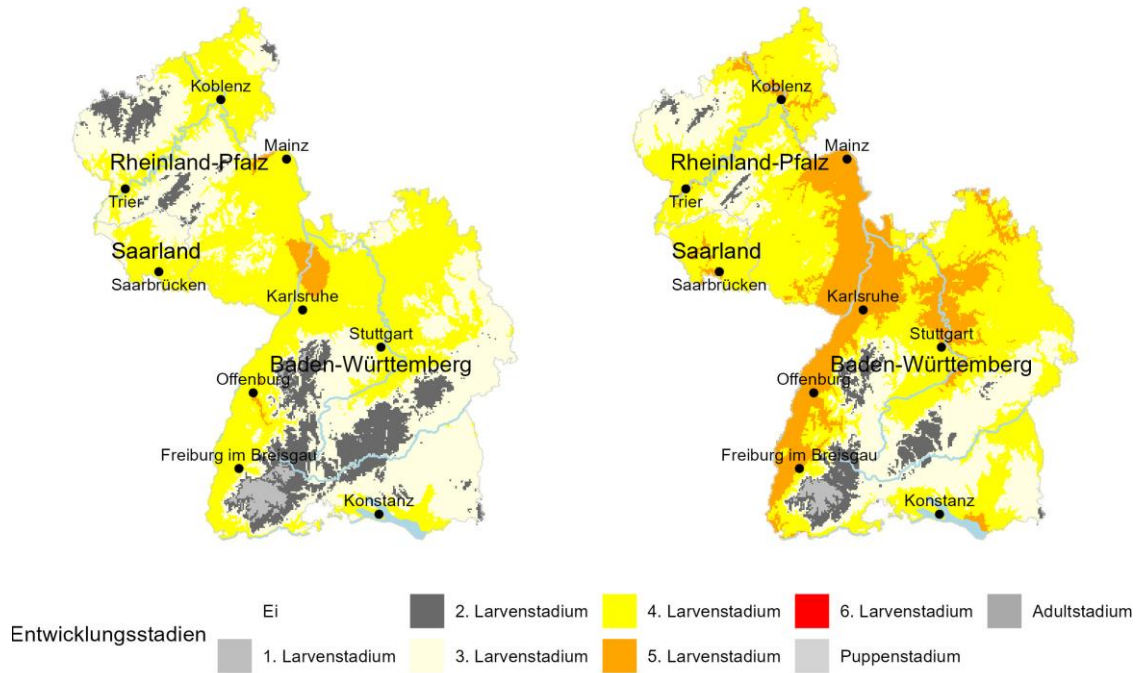 Koblenz
Mainz
Rheinland-Pfalz
Trier
Saarland
Saarbrücken
Karlsruhe
Stuttgart
Baden-Württemberg
Offenburg
Freiburg im Breisgau
Konstanz
Koblenz
Mainz
Rheinland-Pfalz
Trier
Saarland
Saarbrücken
Karlsruhe
Stuttgart
Baden-Württemberg
Offenburg
Freiburg im Breisgau
Konstanz
Entwicklungsstadien
Ei
1. Larvenstadium
2. Larvenstadium
3. Larvenstadium
4. Larvenstadium
5. Larvenstadium
6. Larvenstadium
Puppenstadium
Adultstadium